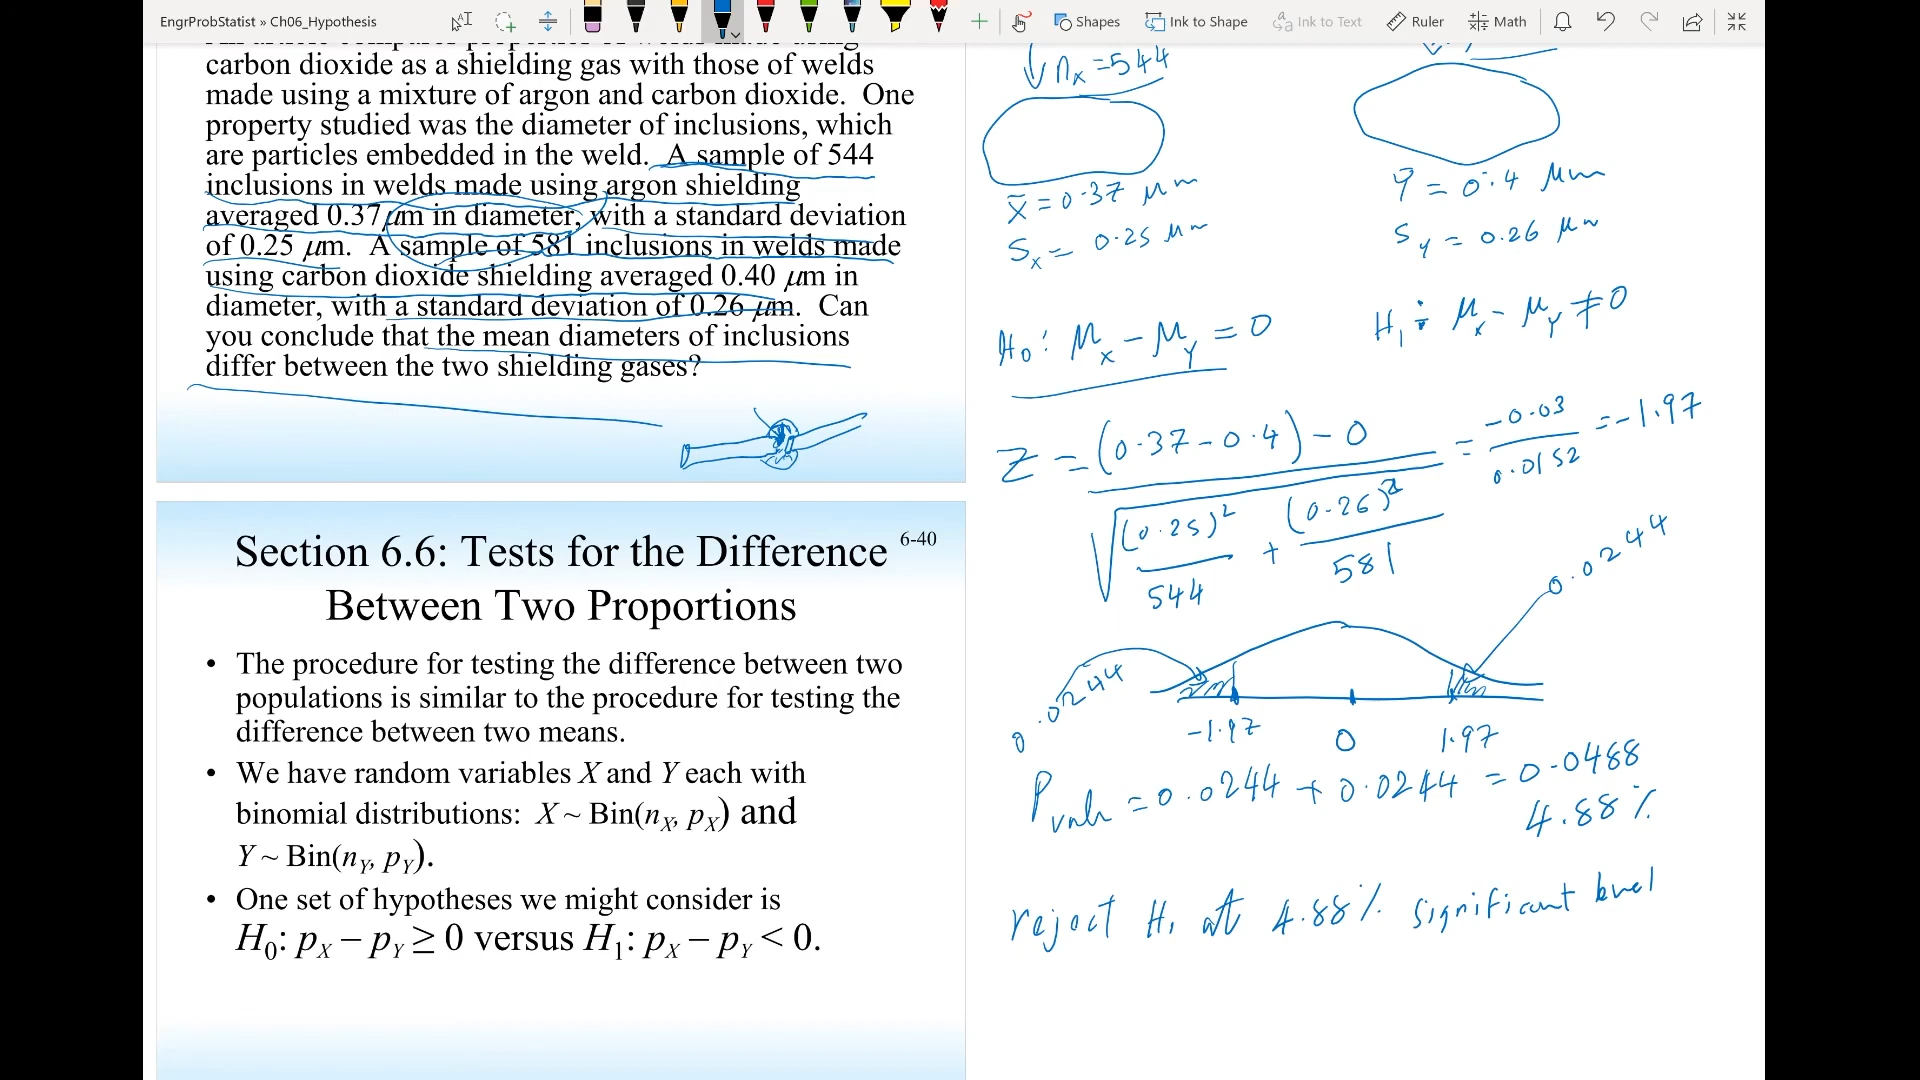 EngrProbStatist » Ch06_Hypothesis
Shapes
Ink to Shape
Ink to Text
Ruler
Math
carbon dioxide as a shielding gas with those of welds
made using a mixture of argon and carbon dioxide. One
property studied was the diameter of inclusions, which
are particles embedded in the weld. A sample of 544
inclusions in welds made using argon shielding
averaged 0.37 μm in diameter, with a standard deviation
of 0.25 μm. A sample of 581 inclusions in welds made
using carbon dioxide shielding averaged 0.40 μm in
diameter, with a standard deviation of 0.26 μm. Can
you conclude that the mean diameters of inclusions
differ between the two shielding gases?
6-40
Section 6.6: Tests for the Difference
Between Two Proportions
• The procedure for testing the difference between two
populations is similar to the procedure for testing the
difference between two means.
• We have random variables X and Y each with
binomial distributions: X ~ Bin(nX, pX) and
Y ~ Bin(nY, pY).
• One set of hypotheses we might consider is
H0: pX – pY ≥ 0 versus H1: pX – pY < 0.
nx = 544
X̄ = 0.37 μm
Sx = 0.25 μm
Ȳ = 0.4 μm
SY = 0.26 μm
H0: μx - μY = 0
H1: μx - μY ≠ 0
Z = (0.37 - 0.4) - 0
= -0.03 / 0.0152 = -1.97
√ (0.25)² / 544 + (0.26)² / 581
0.0244
0.0244
-1.97
0
1.97
Pvalu = 0.0244 + 0.0244 = 0.0488
4.88%
reject H1 at 4.88% significant level